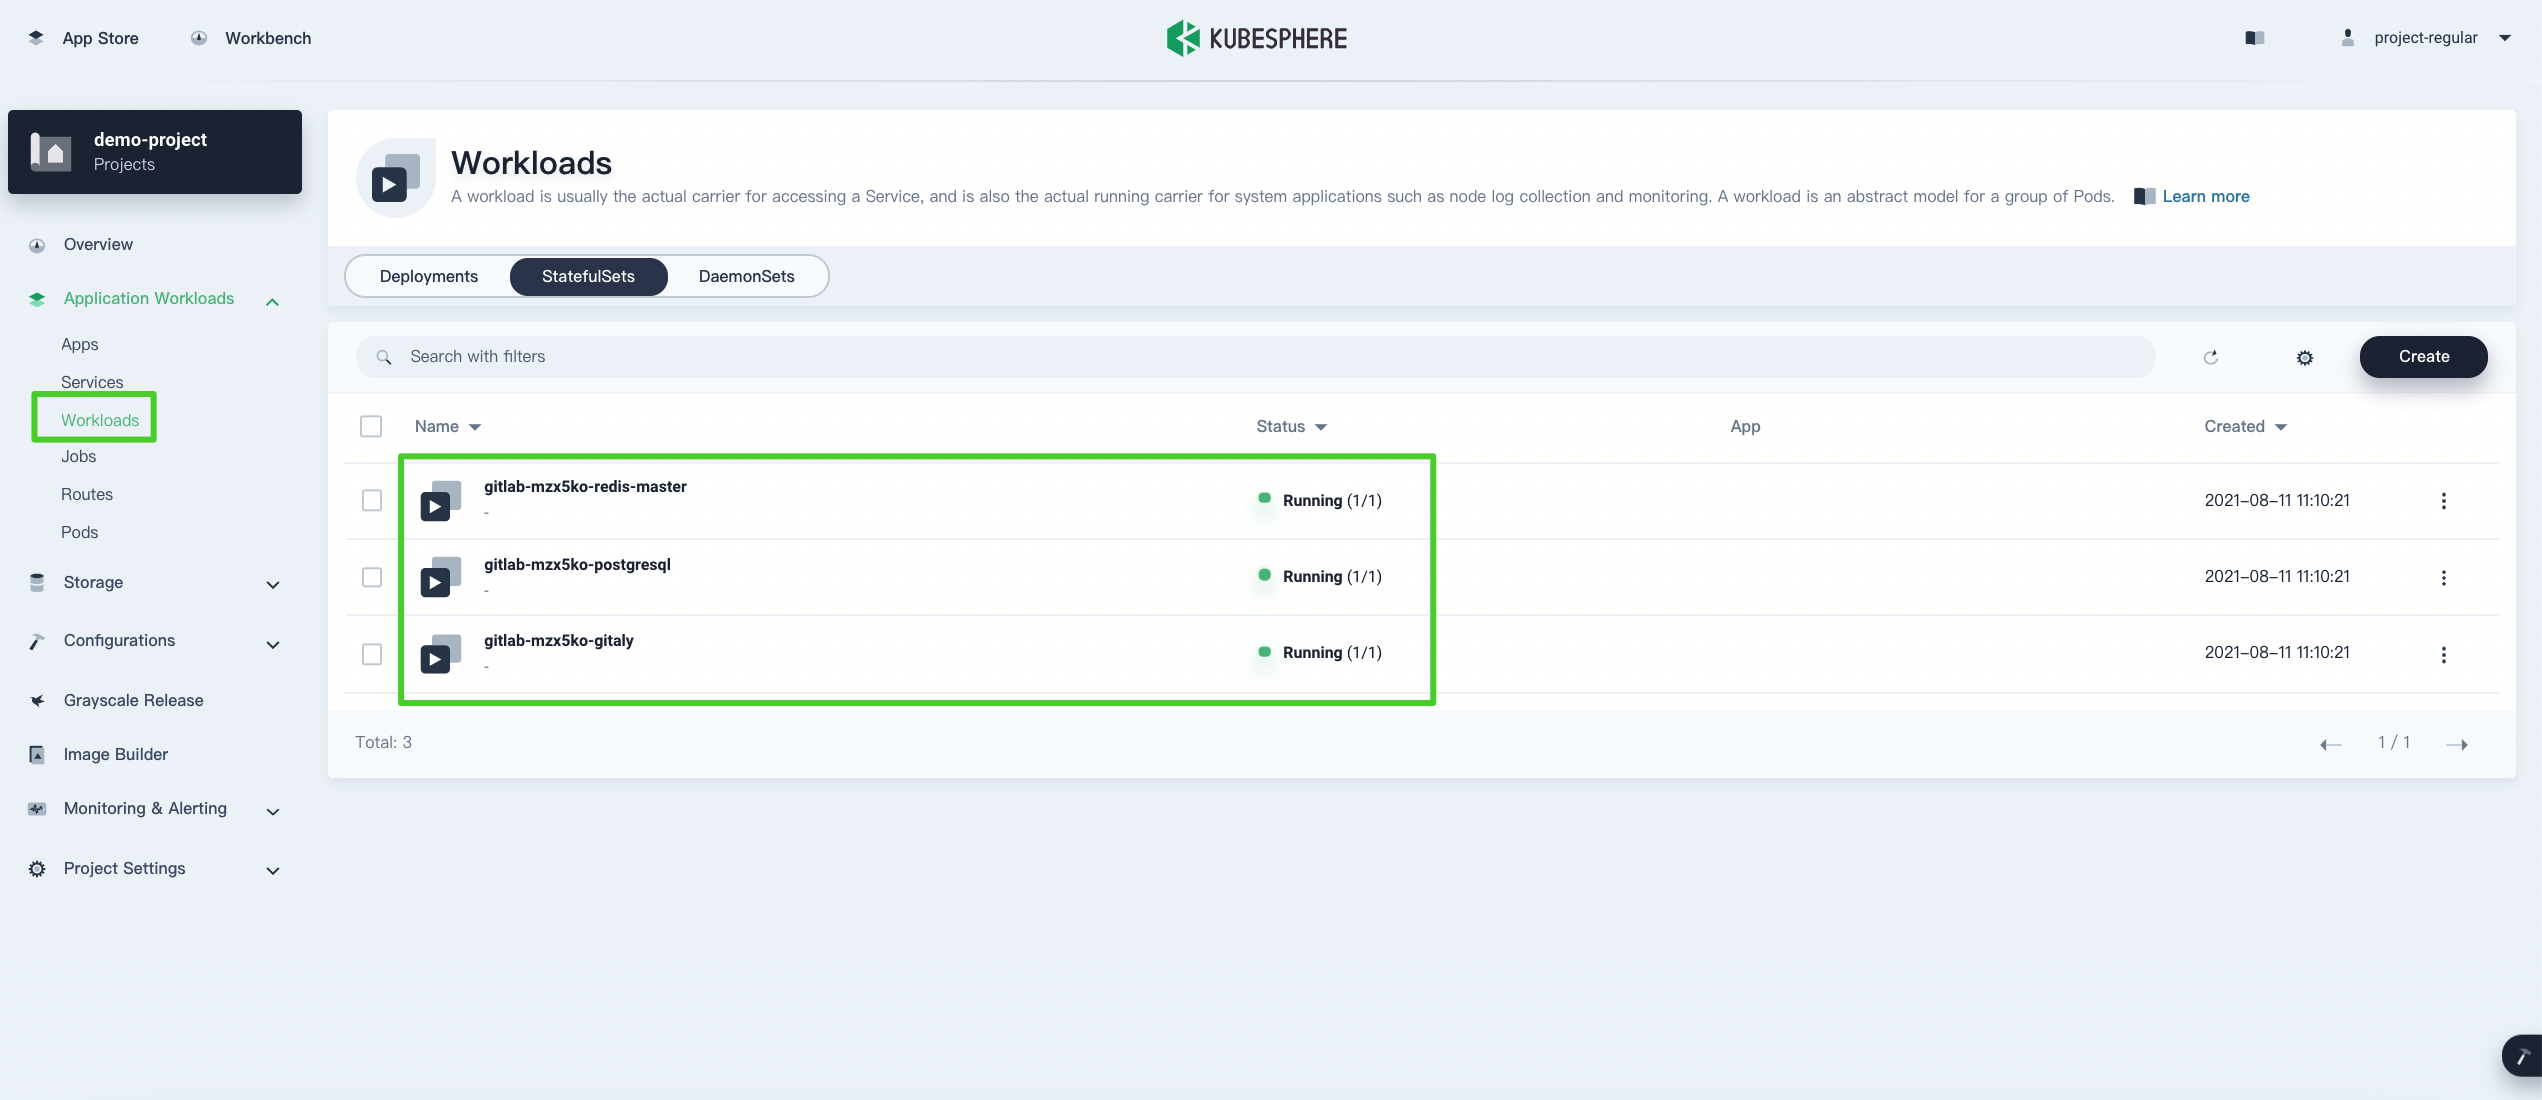 App Store
Workbench
KUBESPHERE
project-regular
demo-project
Projects
Overview
Application Workloads
Apps
Services
Workloads
Jobs
Routes
Pods
Storage
Configurations
Grayscale Release
Image Builder
Monitoring & Alerting
Project Settings
Workloads
A workload is usually the actual carrier for accessing a Service, and is also the actual running carrier for system applications such as node log collection and monitoring. A workload is an abstract model for a group of Pods. Learn more
Deployments StatefulSets DaemonSets
Search with filters
Create
Name Status App Created
gitlab-mzx5ko-redis-master
-
Running (1/1)
2021-08-11 11:10:21
gitlab-mzx5ko-postgresql
-
Running (1/1)
2021-08-11 11:10:21
gitlab-mzx5ko-gitaly
-
Running (1/1)
2021-08-11 11:10:21
Total: 3
1 / 1